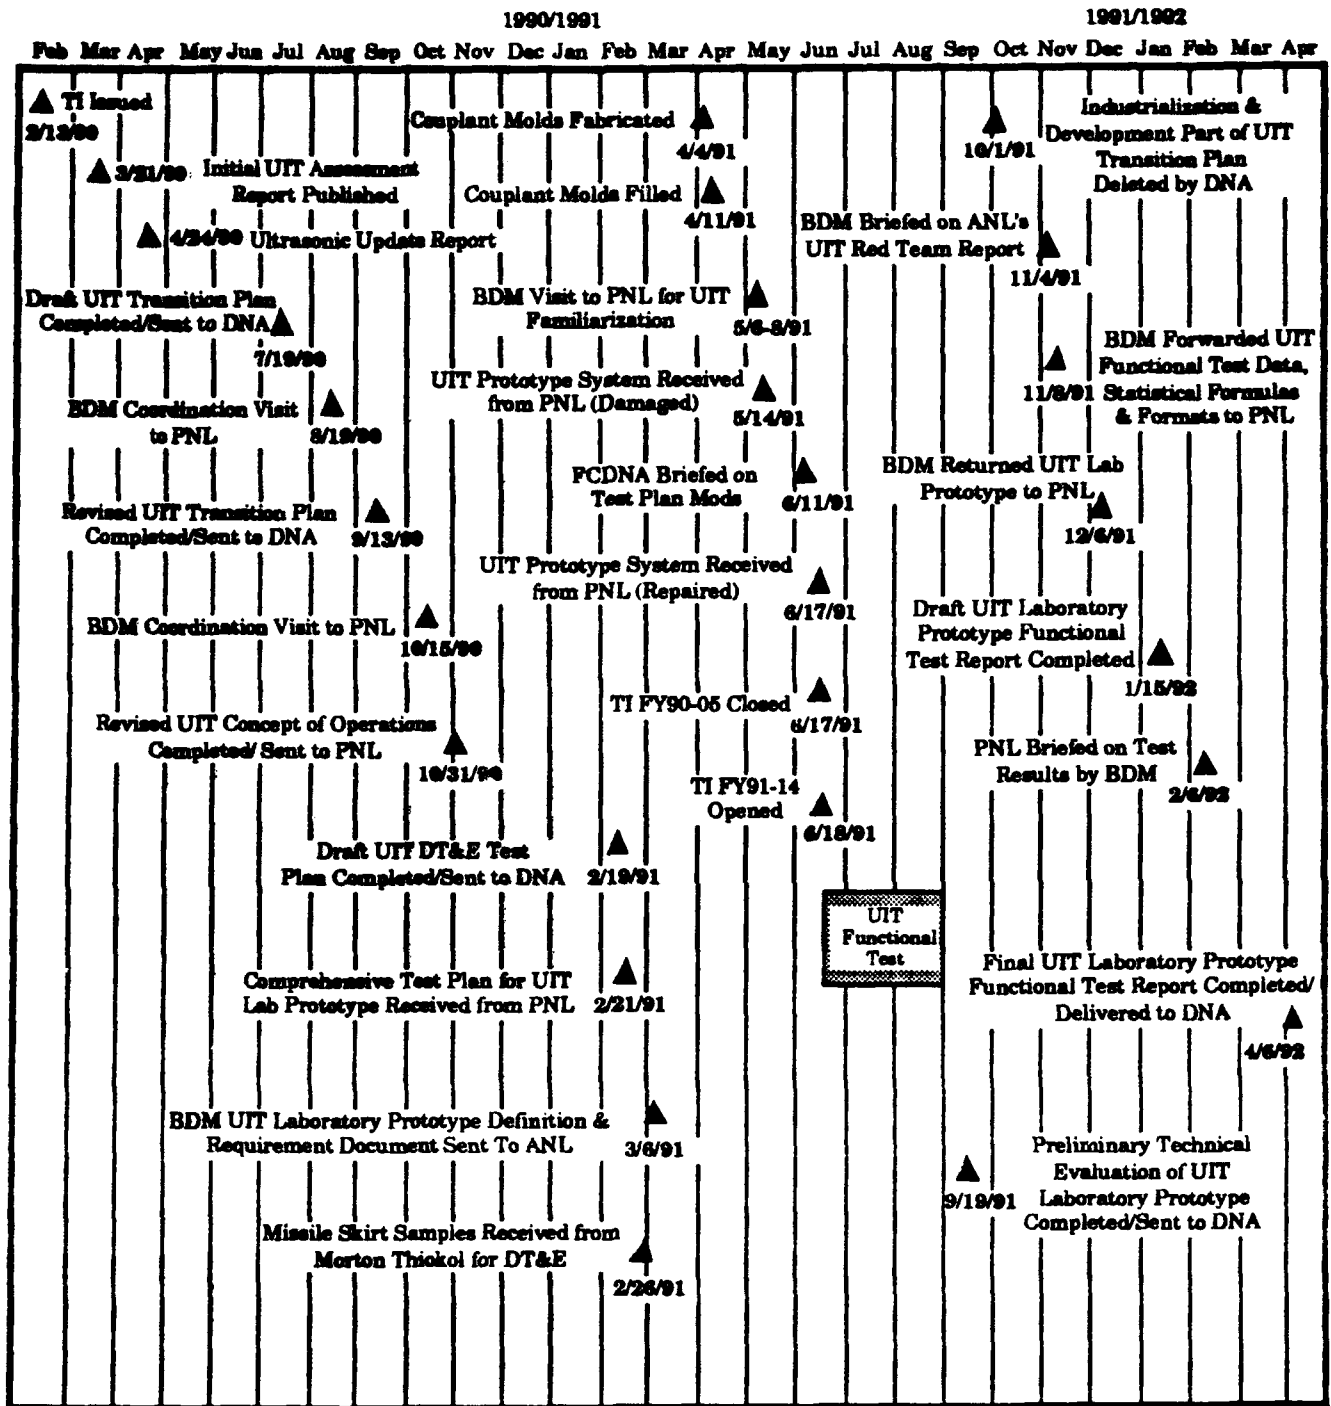 1990/1991
1991/1992
Feb Mar Apr May Jun Jul Aug Sep Oct Nov Dec Jan Feb Mar Apr May Jun Jul Aug Sep Oct Nov Dec Jan Feb Mar Apr
TI Issued
2/12/90
3/21/90
Initial UIT Assessment
Report Published
4/24/90 Ultrasonic Update Report
Draft UIT Transition Plan
Completed/Sent to DNA
7/19/90
BDM Coordination Visit
to PNL
8/19/90
Revised UIT Transition Plan
Completed/Sent to DNA
9/13/90
BDM Coordination Visit to PNL
10/15/90
Revised UIT Concept of Operations
Completed/ Sent to PNL
10/31/90
Draft UIT DT&E Test
Plan Completed/Sent to DNA
2/19/91
Comprehensive Test Plan for UIT
Lab Prototype Received from PNL
2/21/91
BDM UIT Laboratory Prototype Definition &
Requirement Document Sent To ANL
3/6/91
Missile Skirt Samples Received from
Morton Thiokol for DT&E
2/26/91
Couplant Molds Fabricated
4/4/91
Couplant Molds Filled
4/11/91
BDM Visit to PNL for UIT
Familiarization
5/6-8/91
UIT Prototype System Received
from PNL (Damaged)
5/14/91
FCDNA Briefed on
Test Plan Mods
6/11/91
UIT Prototype System Received
from PNL (Repaired)
6/17/91
TI FY90-05 Closed
6/17/91
TI FY91-14
Opened
6/18/91
UIT
Functional
Test
10/1/91
Industrialization &
Development Part of UIT
Transition Plan
Deleted by DNA
BDM Briefed on ANL's
UIT Red Team Report
11/4/91
BDM Forwarded UIT
Functional Test Data,
11/8/91 Statistical Formulas
& Formats to PNL
BDM Returned UIT Lab
Prototype to PNL
12/6/91
Draft UIT Laboratory
Prototype Functional
Test Report Completed
1/15/92
PNL Briefed on Test
Results by BDM
2/6/92
Final UIT Laboratory Prototype
Functional Test Report Completed/
Delivered to DNA
4/6/92
Preliminary Technical
Evaluation of UIT
9/19/91 Laboratory Prototype
Completed/Sent to DNA